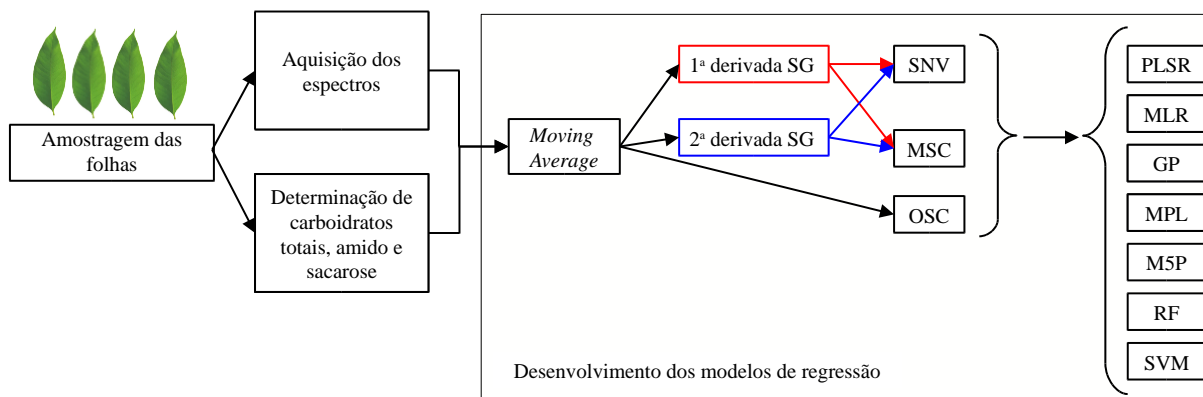 Amostragem das
folhas
Aquisição dos
espectros
Determinação de
carboidratos
totais, amido e
sacarose
Moving
Average
1ª derivada SG
2ª derivada SG
SNV
MSC
OSC
PLSR
MLR
GP
MPL
M5P
RF
SVM
Desenvolvimento dos modelos de regressão